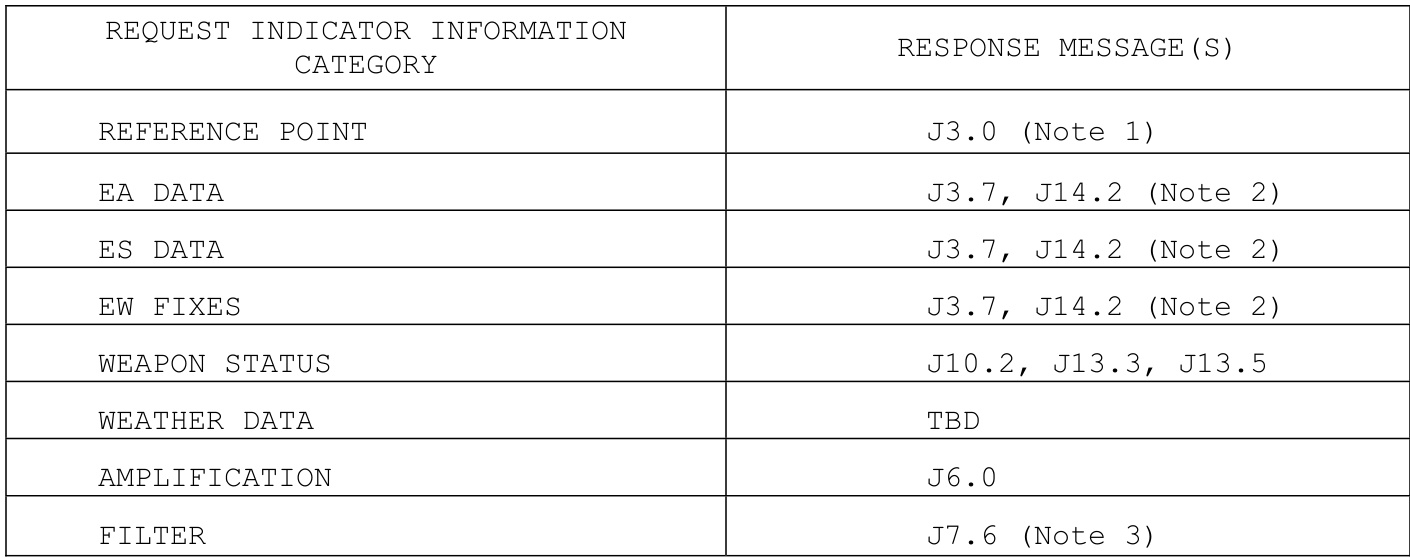 REQUEST INDICATOR INFORMATION
CATEGORY
RESPONSE MESSAGE(S)
REFERENCE POINT J3.0 (Note 1)
EA DATA J3.7, J14.2 (Note 2)
ES DATA J3.7, J14.2 (Note 2)
EW FIXES J3.7, J14.2 (Note 2)
WEAPON STATUS J10.2, J13.3, J13.5
WEATHER DATA TBD
AMPLIFICATION J6.0
FILTER J7.6 (Note 3)